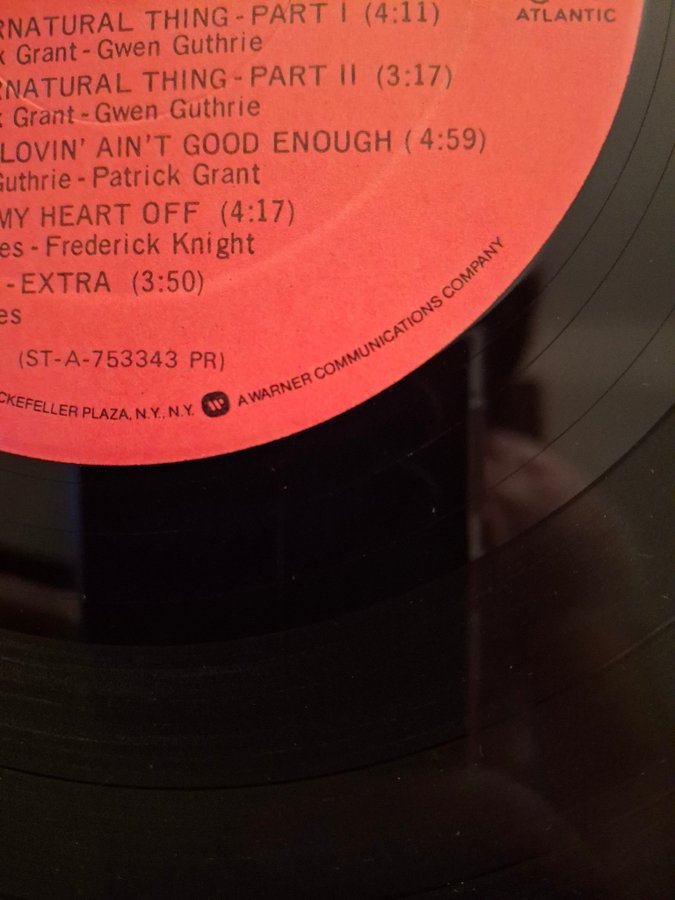 ATLANTIC
RNATURAL THING-PART I (4:11)
k Grant-Gwen Guthrie
RNATURAL THING-PART II (3:17)
k Grant-Gwen Guthrie
LOVIN' AIN'T GOOD ENOUGH (4:59)
Guthrie-Patrick Grant
MY HEART OFF (4:17)
es-Frederick Knight
-EXTRA (3:50)
es
(ST-A-753343 PR)
CKEFELLER PLAZA, N.Y., N.Y. W A WARNER COMMUNICATIONS COMPANY